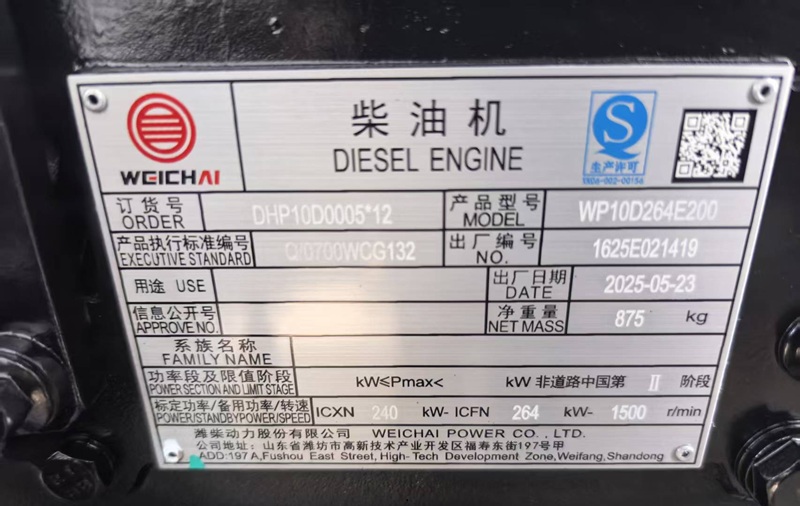 WEICHAI
柴油机
DIESEL ENGINE
生产许可
XK06-002-00156
订货号 ORDER DHP10D0005*12
产品型号 MODEL WP10D264E200
产品执行标准编号 EXECUTIVE STANDARD Q/0700WCG132
出厂编号 NO. 1625E021419
用途 USE
出厂日期 DATE 2025-05-23
信息公开号 APPROVE NO.
净重量 NET MASS 875 kg
系族名称 FAMILY NAME
功率段及限值阶段 POWER SECTION AND LIMIT STAGE kW≤Pmax< kW 非道路中国第 II 阶段
标定功率/备用功率/转速 POWER/STANDBYPOWER/SPEED ICXN 240 kW- ICFN 264 kW- 1500 r/min
潍柴动力股份有限公司 WEICHAI POWER CO., LTD.
公司地址:山东省潍坊市高新技术产业开发区福寿东街197号甲
ADD:197A,Fushou East Street, High-Tech Development Zone,Weifang,Shandong